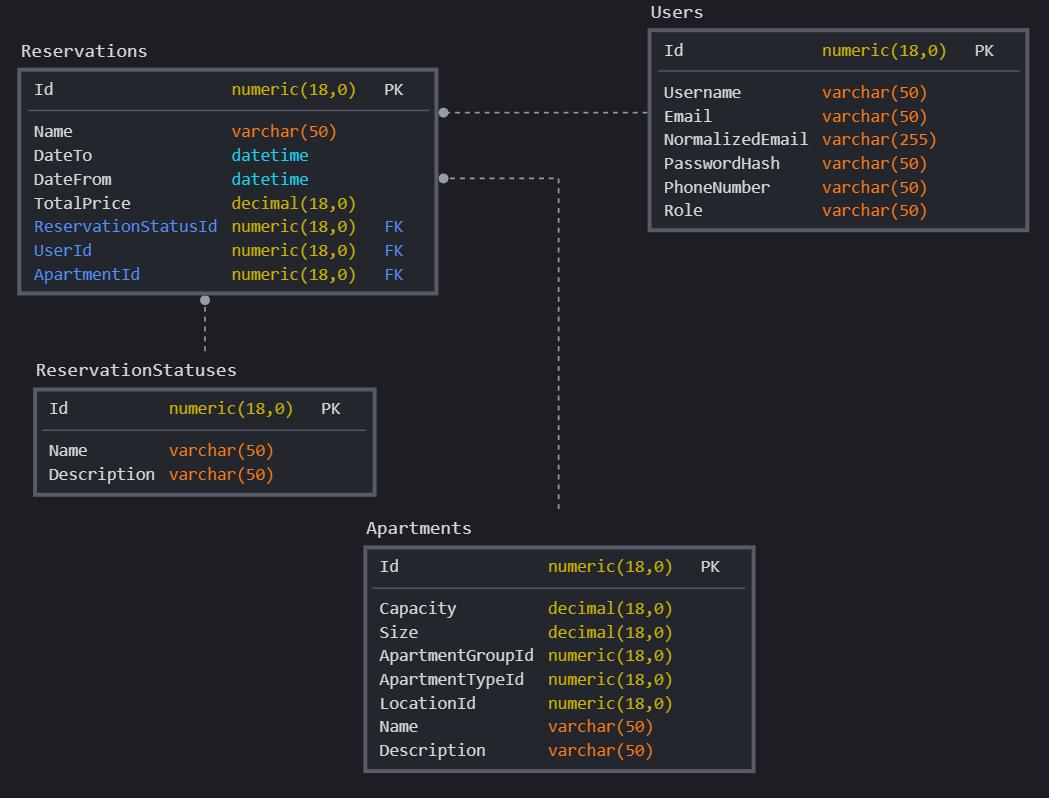 Users
Id numeric(18,0) PK
Username varchar(50)
Email varchar(50)
NormalizedEmail varchar(255)
PasswordHash varchar(50)
PhoneNumber varchar(50)
Role varchar(50)
Reservations
Id numeric(18,0) PK
Name varchar(50)
DateTo datetime
DateFrom datetime
TotalPrice decimal(18,0)
ReservationStatusId numeric(18,0) FK
UserId numeric(18,0) FK
ApartmentId numeric(18,0) FK
ReservationStatuses
Id numeric(18,0) PK
Name varchar(50)
Description varchar(50)
Apartments
Id numeric(18,0) PK
Capacity decimal(18,0)
Size decimal(18,0)
ApartmentGroupId numeric(18,0)
ApartmentTypeId numeric(18,0)
LocationId numeric(18,0)
Name varchar(50)
Description varchar(50)